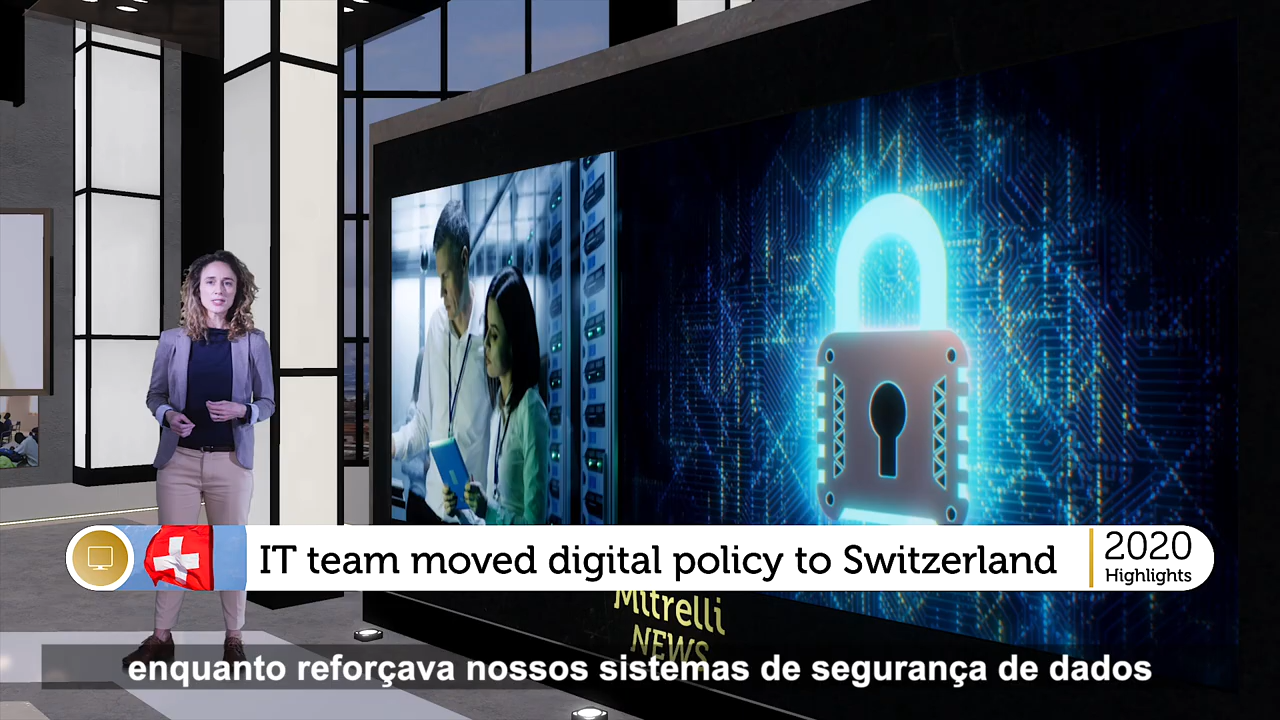 IT team moved digital policy to Switzerland
2020
Highlights
Mitrelli
NEWS
enquanto reforçava nossos sistemas de segurança de dados